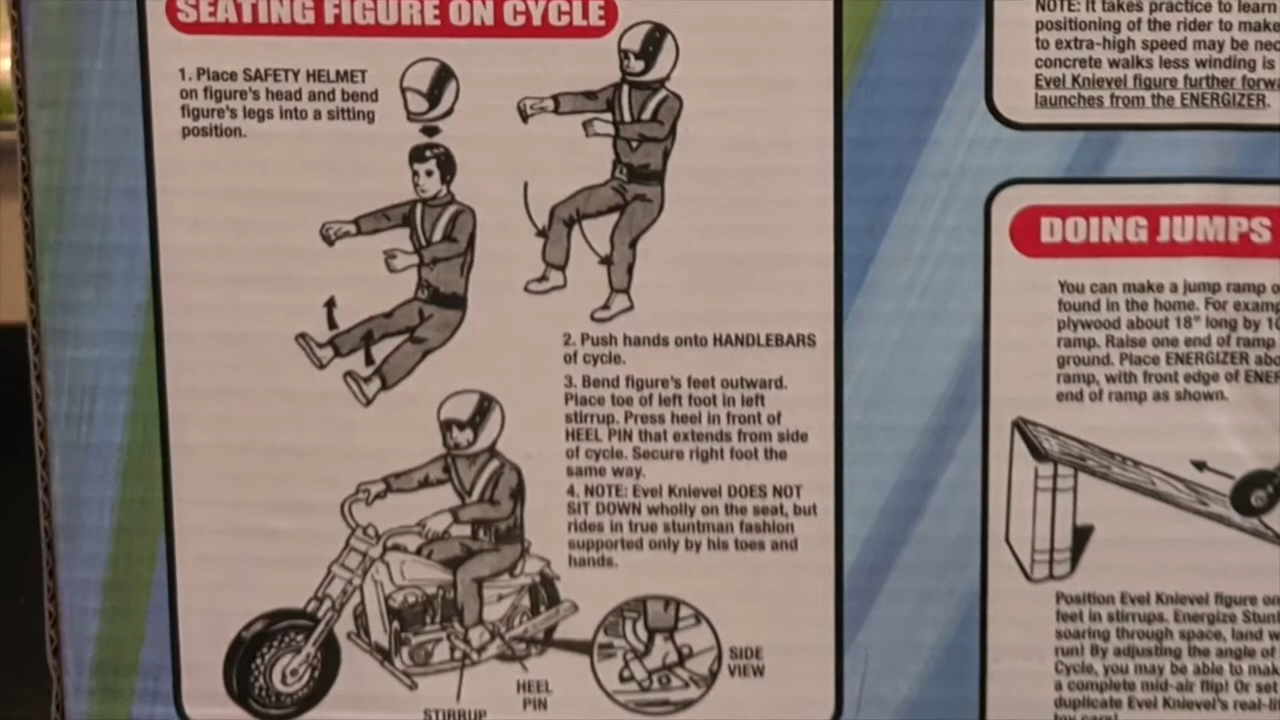 SEATING FIGURE ON CYCLE
1. Place SAFETY HELMET
on figure's head and bend
figure's legs into a sitting
position.
2. Push hands onto HANDLEBARS
of cycle.
3. Bend figure's feet outward.
Place toe of left foot in left
stirrup. Press heel in front of
HEEL PIN that extends from side
of cycle. Secure right foot the
same way.
4. NOTE: Evel Knievel DOES NOT
SIT DOWN wholly on the seat, but
rides in true stuntman fashion
supported only by his toes and
hands.
SIDE
VIEW
HEEL
PIN
STIRRUP
NOTE: It takes practice to learn
positioning of the rider to make
to extra-high speed may be nec
concrete walks less winding is
Evel Knievel figure further forwa
launches from the ENERGIZER.
DOING JUMPS
You can make a jump ramp o
found in the home. For examp
plywood about 18" long by 10
ramp. Raise one end of ramp
ground. Place ENERGIZER abo
ramp, with front edge of ENER
end of ramp as shown.
Position Evel Knievel figure on
feet in stirrups. Energize Stunt
soaring through space, land w
run! By adjusting the angle of
Cycle, you may be able to mak
a complete mid-air flip! Or set
duplicate Evel Knievel's real-li
toy cars!